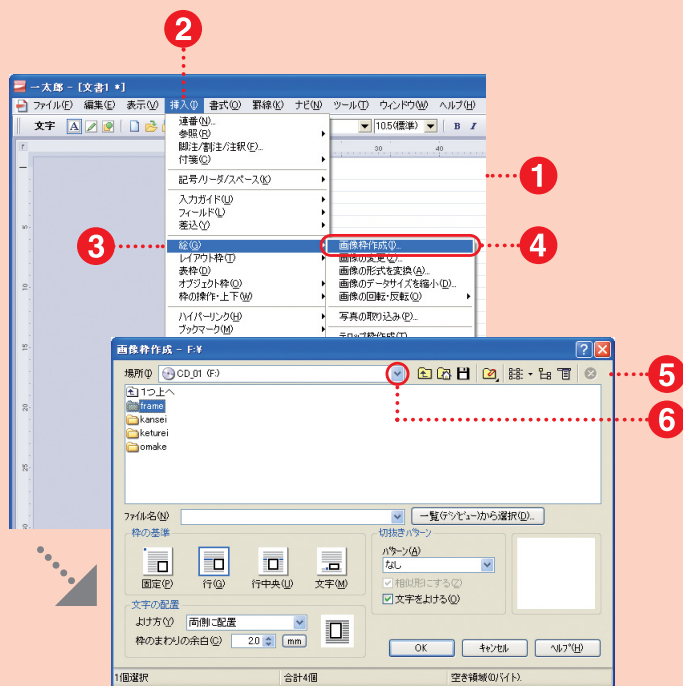 2
一太郎 - [文書1 *]
ファイル(F) 編集(E) 表示(V) 挿入(I) 書式(O) 罫線(K) ナビ(N) ツール(T) ウィンドウ(W) ヘルプ(H)
文字 A 10.5(標準) B I
連番(N)...
参照(R)
脚注/割注/注釈(F)...
付箋(C)
30 40
1
記号/リーダ/スペース(K)
入力ガイド(U)
フィールド(L)
差込(Y)
3
絵(G)
画像枠作成(I)...
4
レイアウト枠(T)
画像の変更(Z)...
表枠(D)
画像の形式を変換(A)...
オブジェクト枠(O)
画像のデータサイズを縮小(D)...
枠の操作・上下(W)
画像の回転・反転(O)
ハイパーリンク(H)
写真の取り込み(P)...
ブックマーク(M)
テロップ枠作成(T)
5
10
15
20
25
画像枠作成 - F:¥
場所(I) CD_01 (F:)
5
6
1つ上へ
frame
kansei
keturei
omake
ファイル名(N)
一覧(デジビュー)から選択(D)...
枠の基準
固定(P) 行(G) 行中央(U) 文字(M)
切抜きパターン
パターン(A)
なし
相似形にする(Z)
文字をよける(Q)
文字の配置
よけ方(Y) 両側に配置
枠のまわりの余白(C) 2.0 mm
OK キャンセル ヘルプ(H)
1個選択 合計4個 空き領域(0バイト).